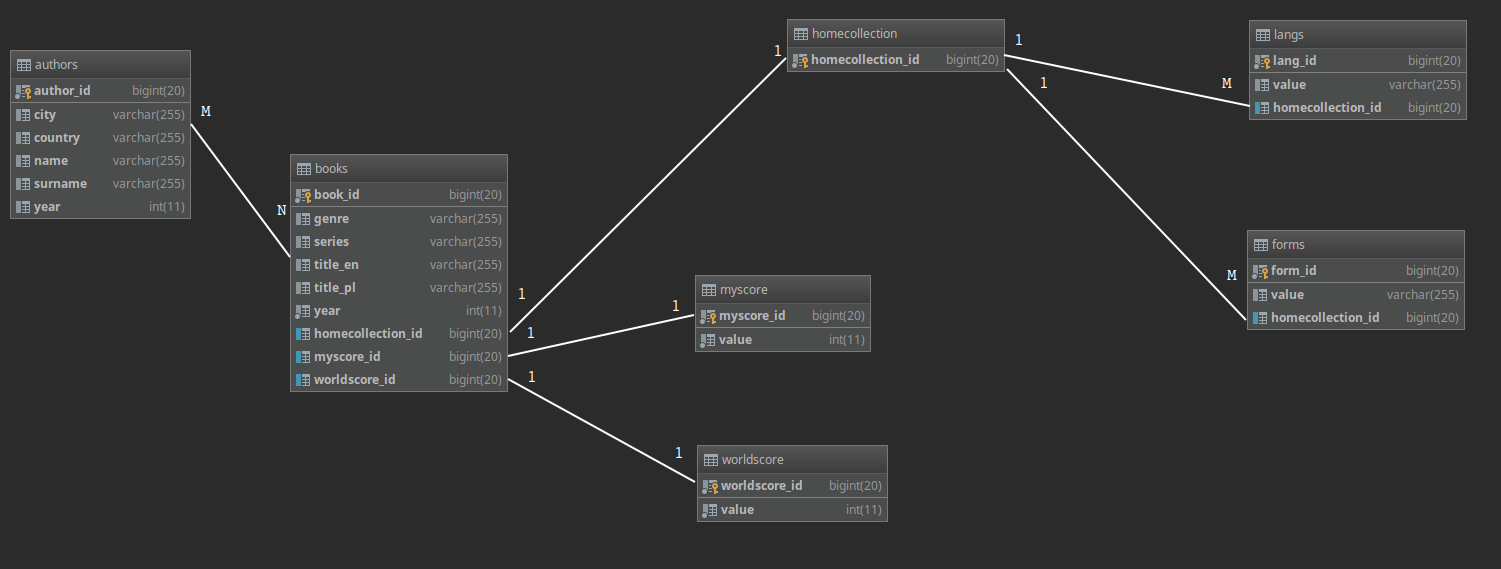 authors
author_id bigint(20)
city varchar(255)
country varchar(255)
name varchar(255)
surname varchar(255)
year int(11)
M
N
books
book_id bigint(20)
genre varchar(255)
series varchar(255)
title_en varchar(255)
title_pl varchar(255)
year int(11)
homecollection_id bigint(20)
myscore_id bigint(20)
worldscore_id bigint(20)
1
1
1
1
homecollection
homecollection_id bigint(20)
1
myscore
myscore_id bigint(20)
value int(11)
1
worldscore
worldscore_id bigint(20)
value int(11)
1
1
M
langs
lang_id bigint(20)
value varchar(255)
homecollection_id bigint(20)
M
forms
form_id bigint(20)
value varchar(255)
homecollection_id bigint(20)